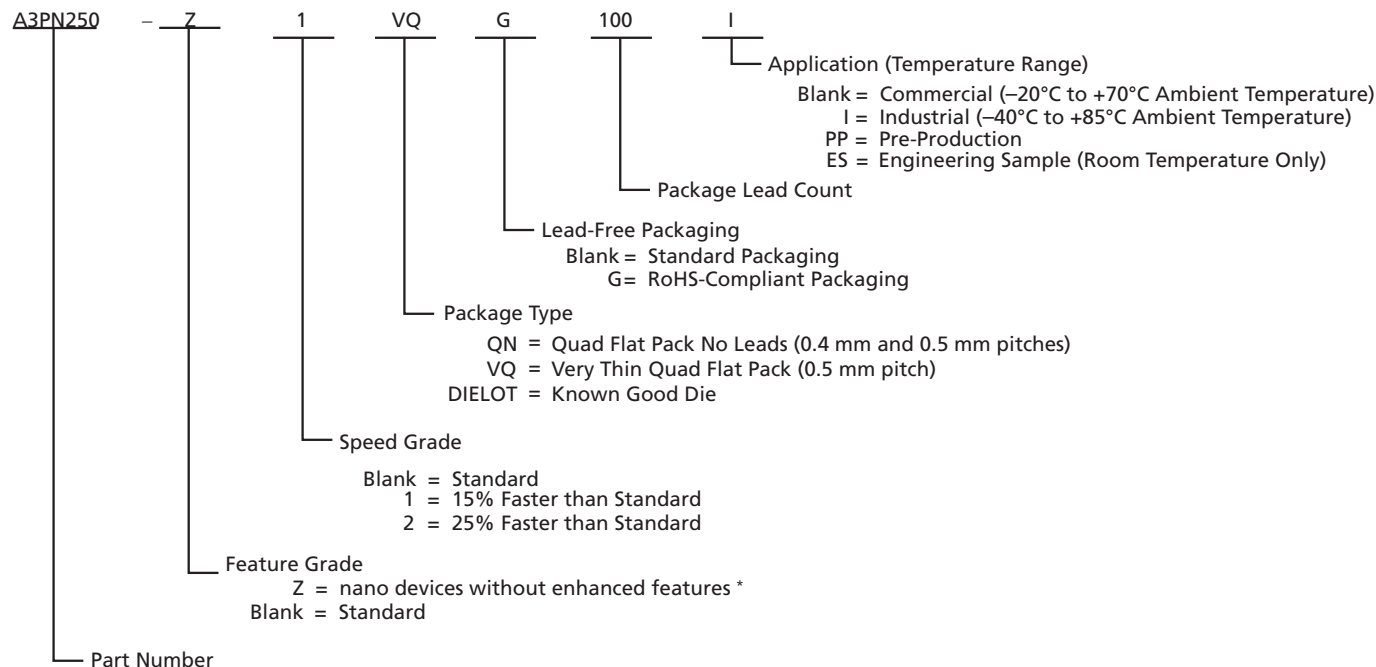 A3PN250 – Z 1 VQ G 100 I
Application (Temperature Range)
Blank = Commercial (–20°C to +70°C Ambient Temperature)
I = Industrial (–40°C to +85°C Ambient Temperature)
PP = Pre-Production
ES = Engineering Sample (Room Temperature Only)
Package Lead Count
Lead-Free Packaging
Blank = Standard Packaging
G= RoHS-Compliant Packaging
Package Type
QN = Quad Flat Pack No Leads (0.4 mm and 0.5 mm pitches)
VQ = Very Thin Quad Flat Pack (0.5 mm pitch)
DIELOT = Known Good Die
Speed Grade
Blank = Standard
1 = 15% Faster than Standard
2 = 25% Faster than Standard
Feature Grade
Z = nano devices without enhanced features *
Blank = Standard
Part Number